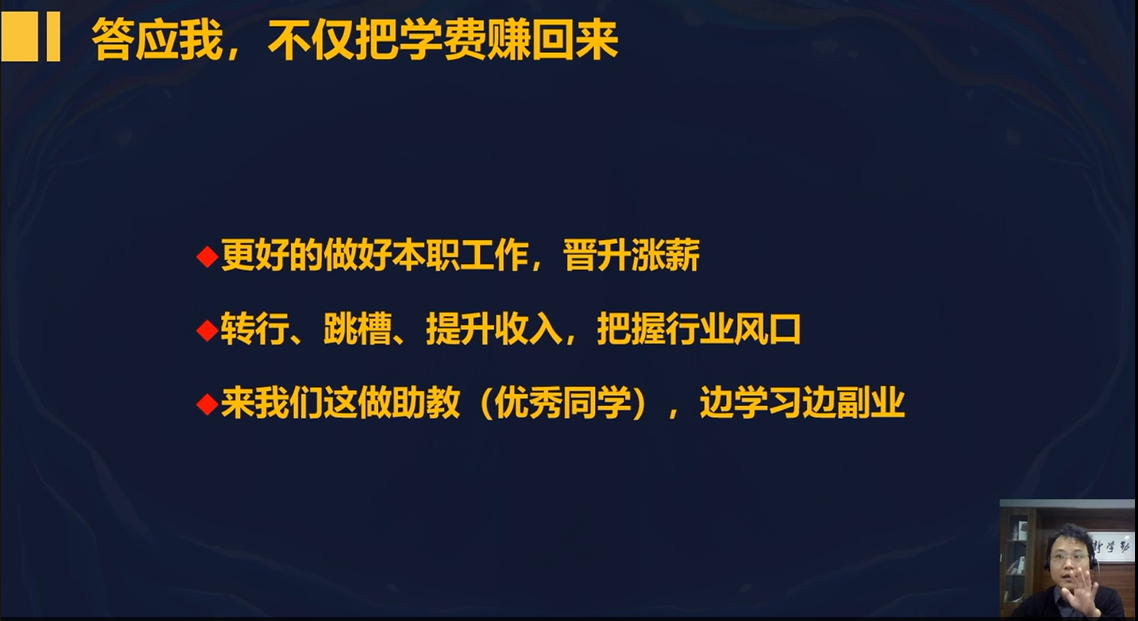 答应我，不仅把学费赚回来
◆更好的做好本职工作，晋升涨薪
◆转行、跳槽、提升收入，把握行业风口
◆来我们这做助教（优秀同学），边学习边副业